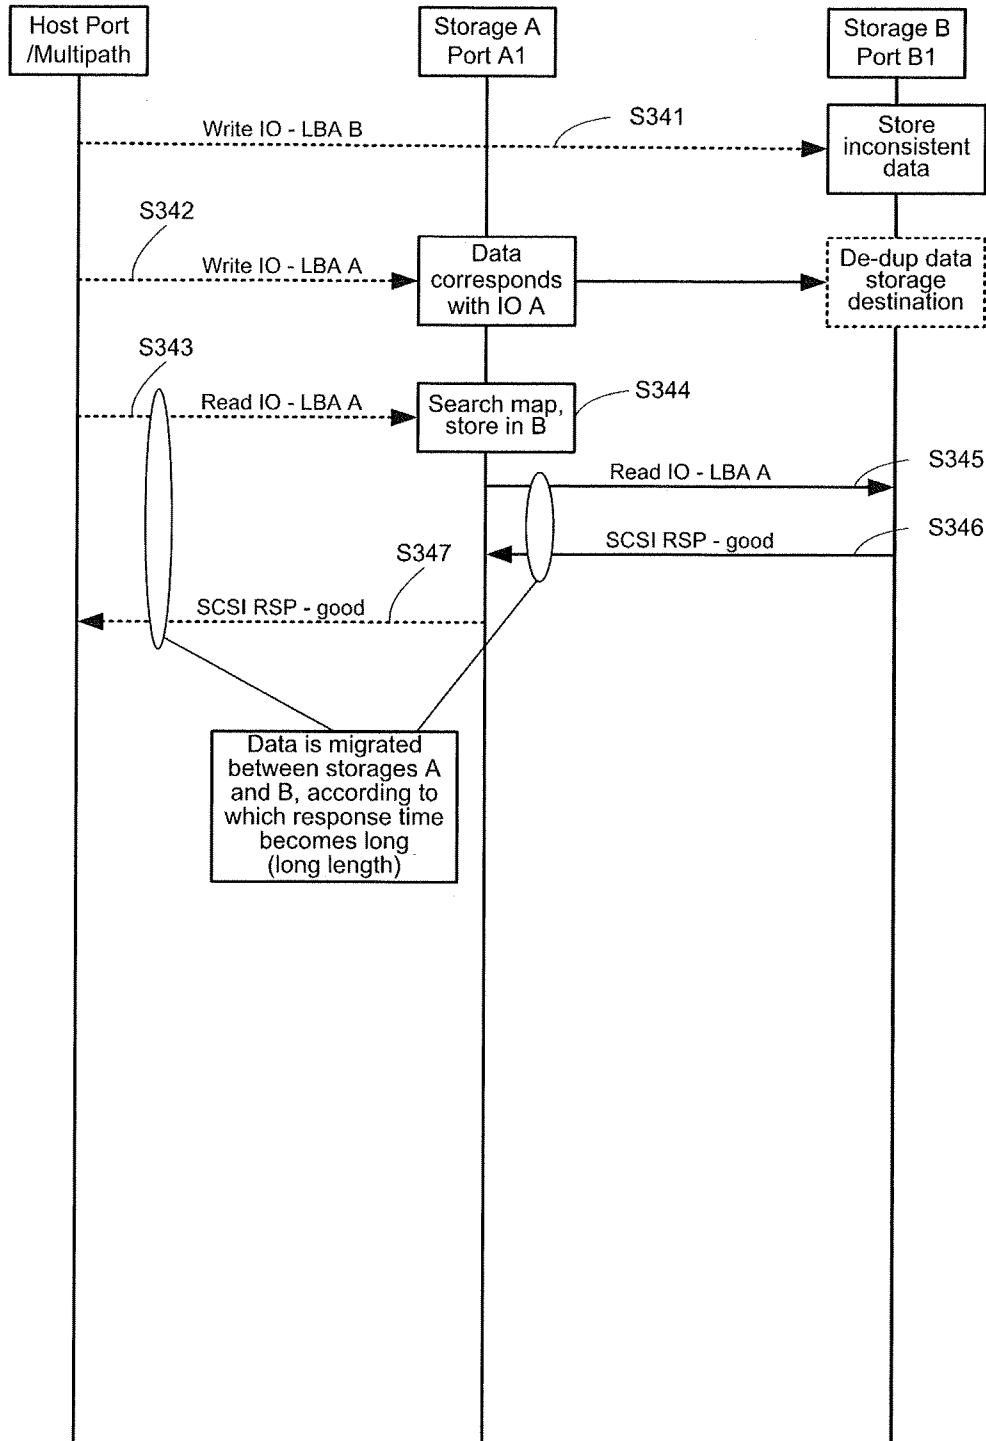 Host Port
/Multipath
Storage A
Port A1
Storage B
Port B1
Write IO - LBA B
S341
Store
inconsistent
data
S342
Write IO - LBA A
Data
corresponds
with IO A
De-dup data
storage
destination
S343
Read IO - LBA A
Search map,
store in B
S344
Read IO - LBA A
S345
SCSI RSP - good
S346
S347
SCSI RSP - good
Data is migrated
between storages A
and B, according to
which response time
becomes long
(long length)